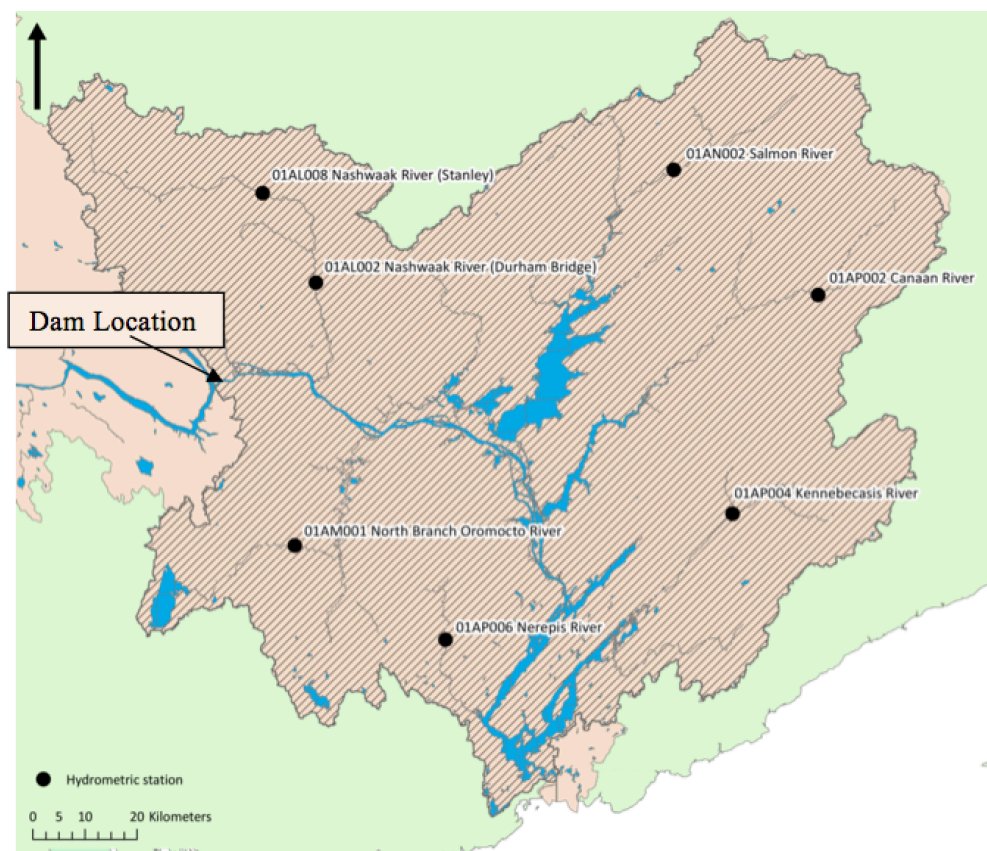 01AN002 Salmon River
01AL008 Nashwaak River (Stanley)
01AL002 Nashwaak River (Durham Bridge)
01AP002 Canaan River
Dam Location
01AP004 Kennebecasis River
01AM001 North Branch Oromocto River
01AP006 Nerepis River
Hydrometric station
0 5 10 20 Kilometers